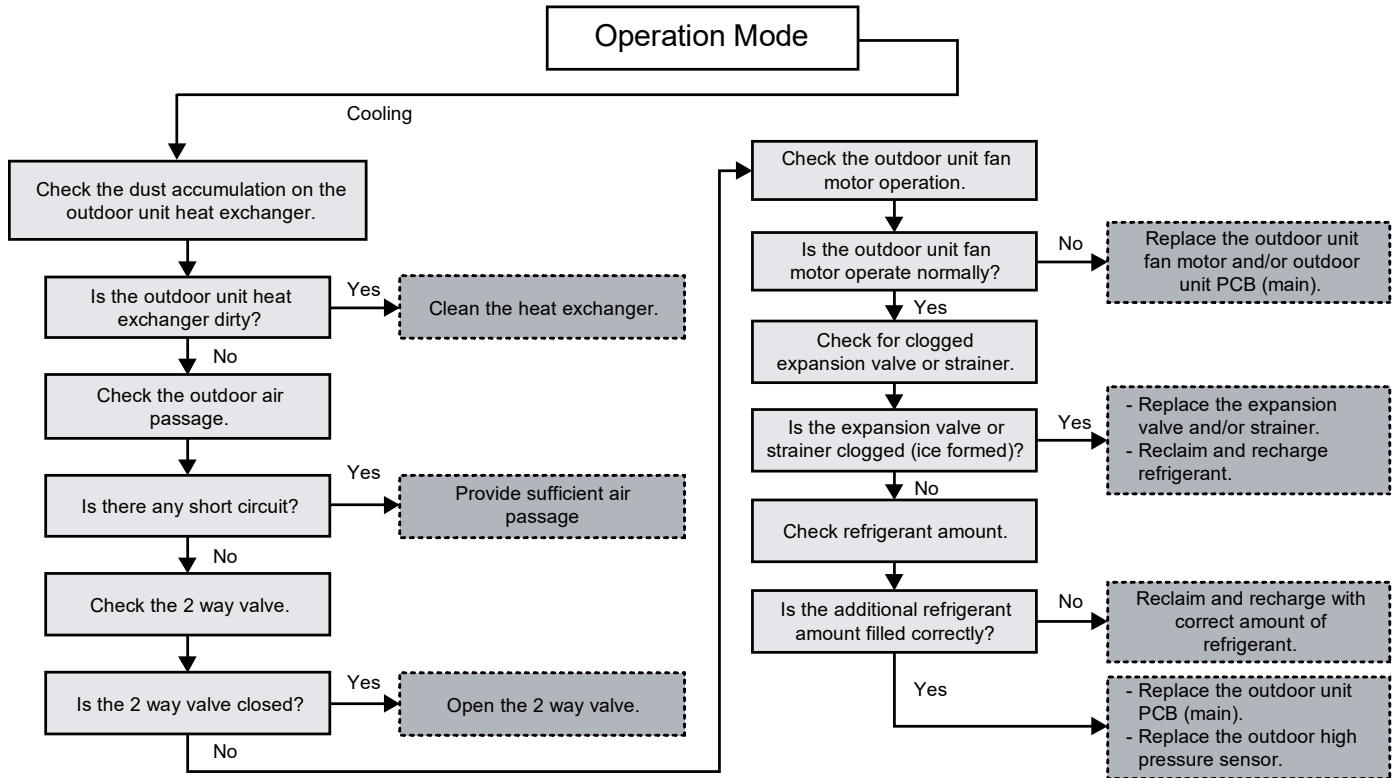 Operation Mode
Cooling
Check the dust accumulation on the
outdoor unit heat exchanger.
Is the outdoor unit heat
exchanger dirty?
Yes
Clean the heat exchanger.
No
Check the outdoor air
passage.
Is there any short circuit?
Yes
Provide sufficient air
passage
No
Check the 2 way valve.
Is the 2 way valve closed?
Yes
Open the 2 way valve.
No
Check the outdoor unit fan
motor operation.
Is the outdoor unit fan
motor operate normally?
No
Replace the outdoor unit
fan motor and/or outdoor
unit PCB (main).
Yes
Check for clogged
expansion valve or strainer.
Is the expansion valve or
strainer clogged (ice formed)?
Yes
- Replace the expansion
valve and/or strainer.
- Reclaim and recharge
refrigerant.
No
Check refrigerant amount.
Is the additional refrigerant
amount filled correctly?
No
Reclaim and recharge with
correct amount of
refrigerant.
Yes
- Replace the outdoor unit
PCB (main).
- Replace the outdoor high
pressure sensor.